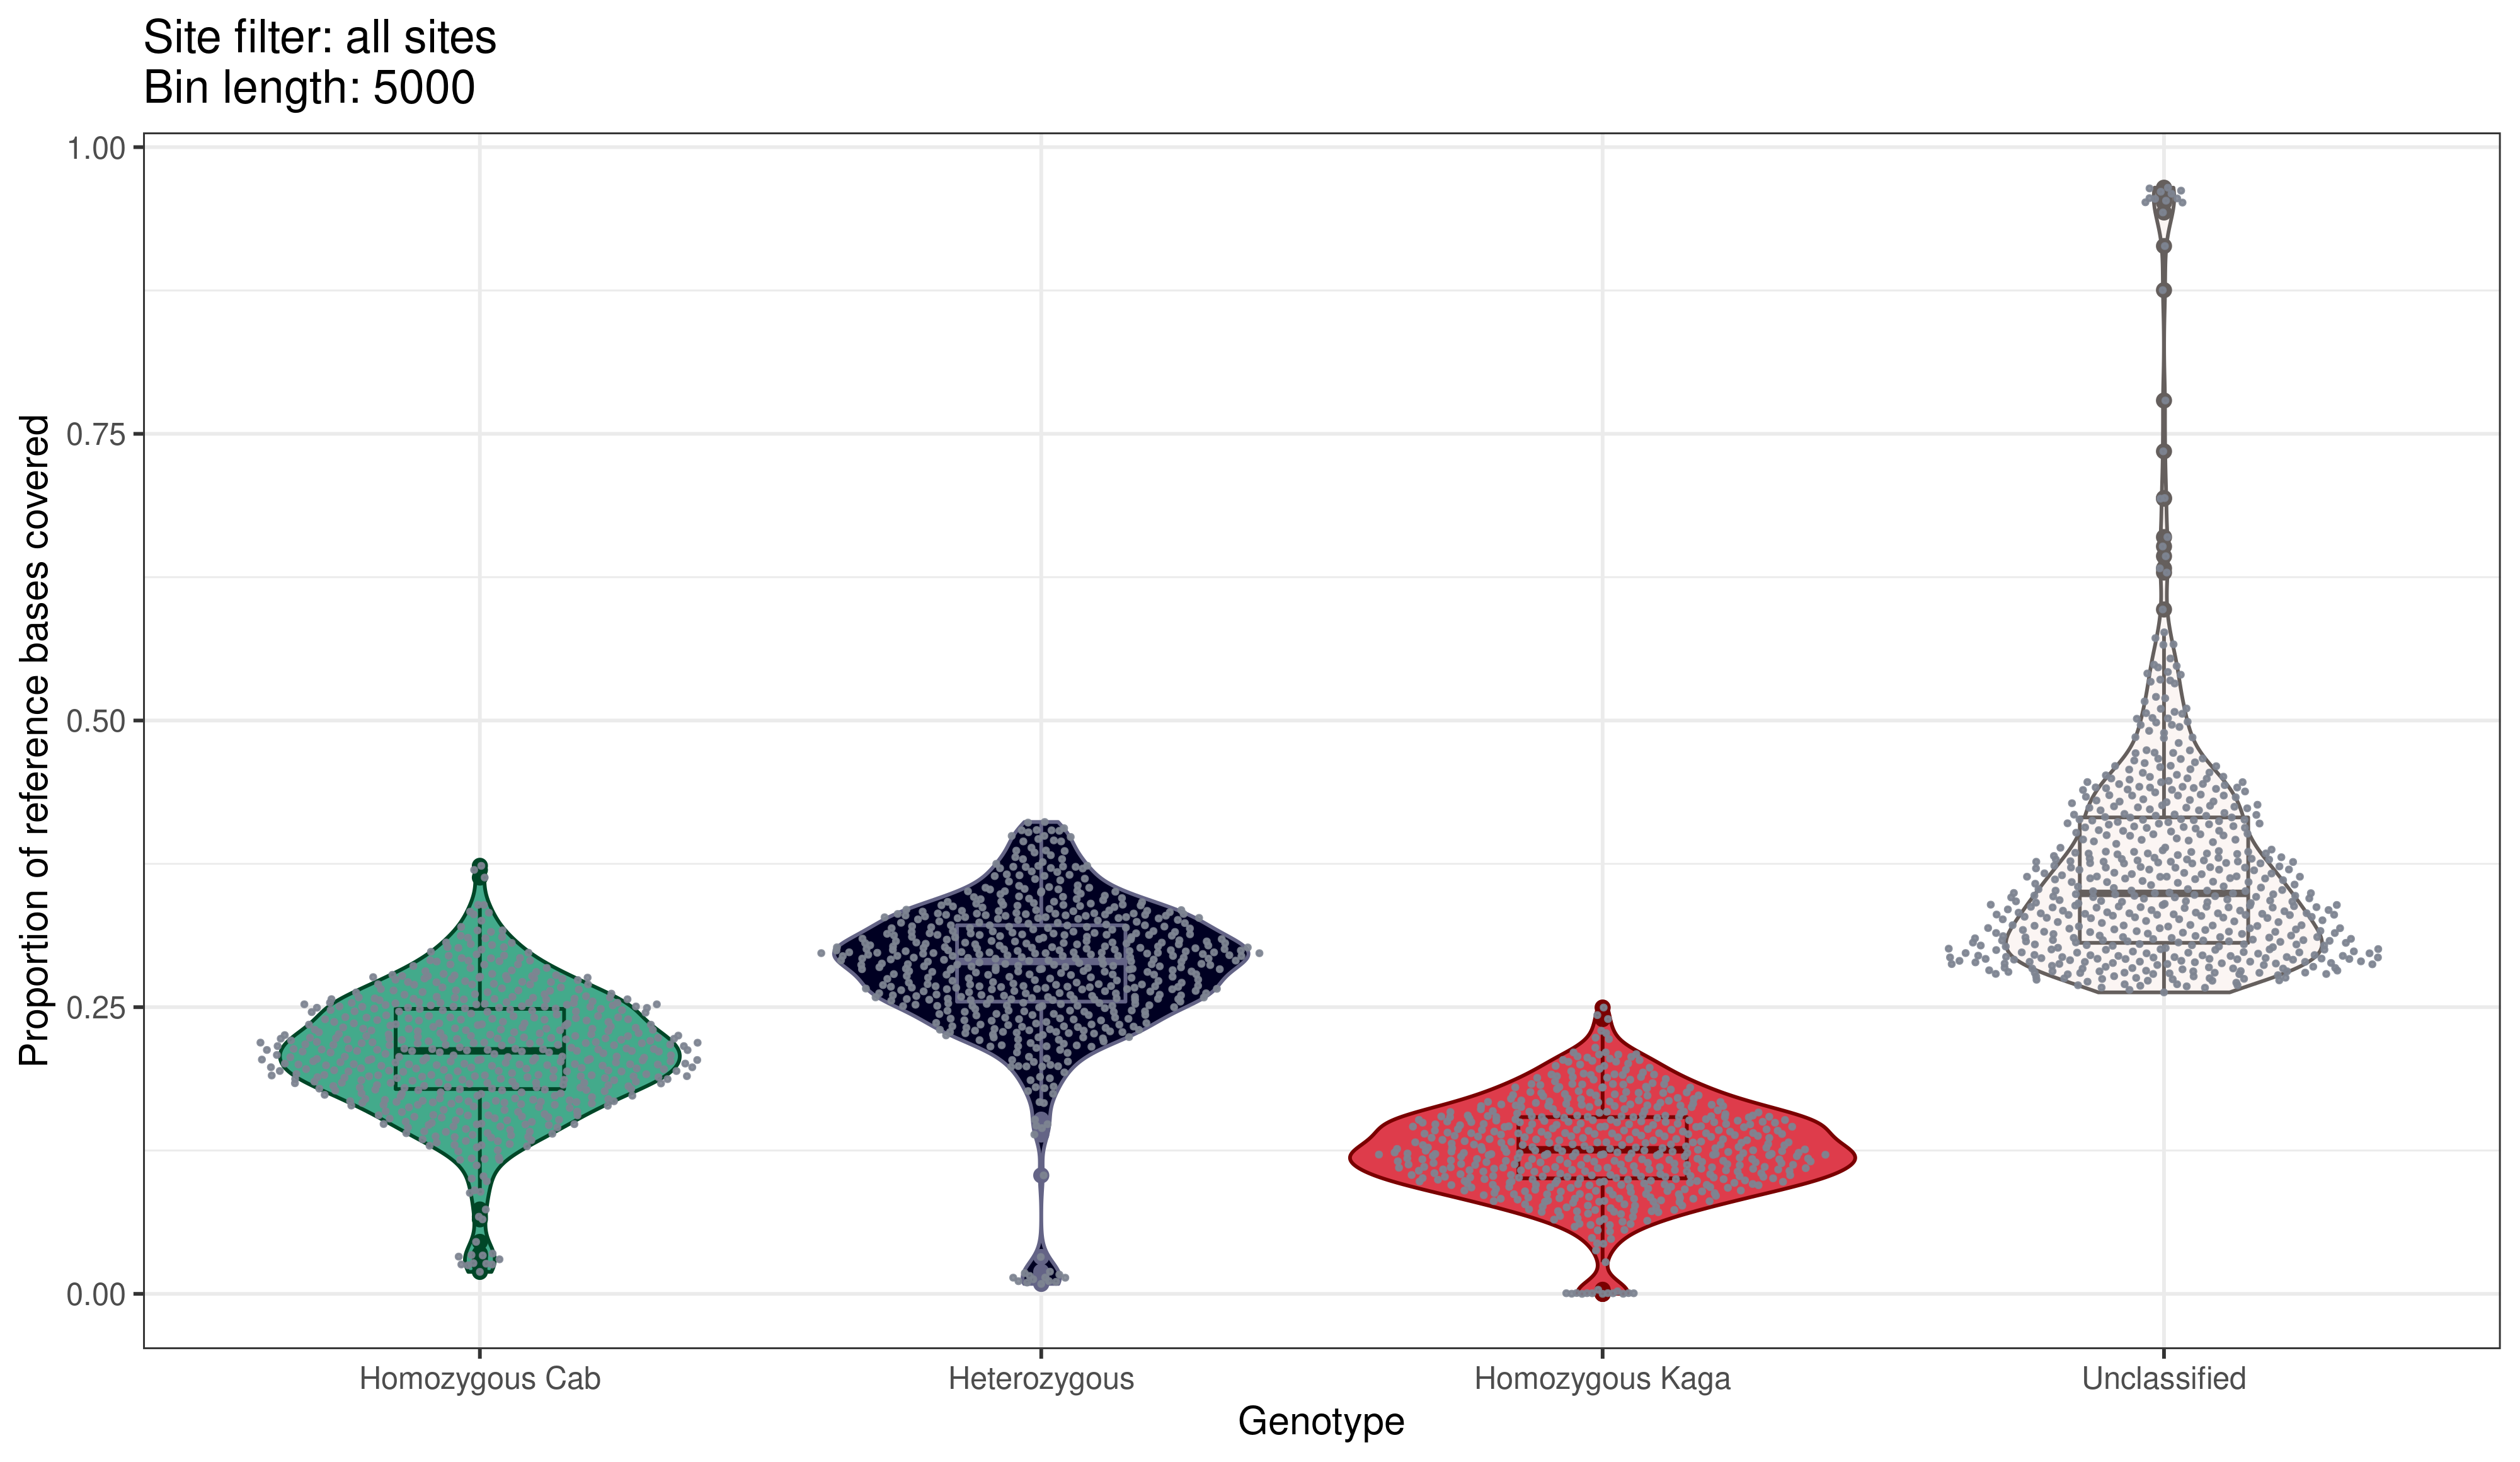 Site filter: all sites
Bin length: 5000
Proportion of reference bases covered
1.00
0.75
0.50
0.25
0.00
Homozygous Cab
Heterozygous
Homozygous Kaga
Unclassified
Genotype